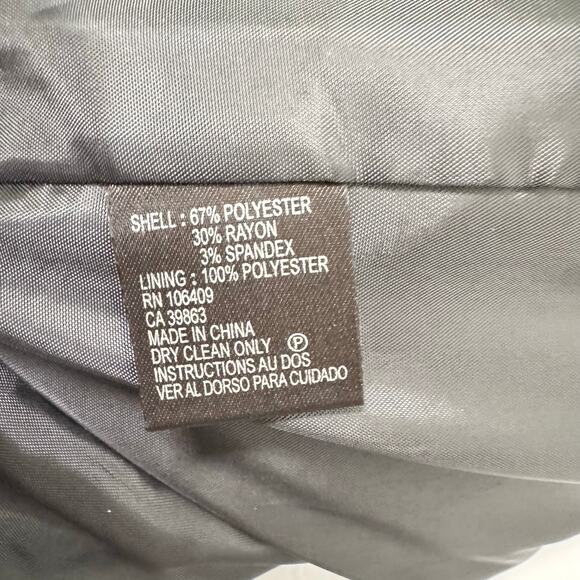 SHELL : 67% POLYESTER
30% RAYON
3% SPANDEX
LINING : 100% POLYESTER
RN 106409
CA 39863
MADE IN CHINA
DRY CLEAN ONLY Ⓟ
INSTRUCTIONS AU DOS
VER AL DORSO PARA CUIDADO